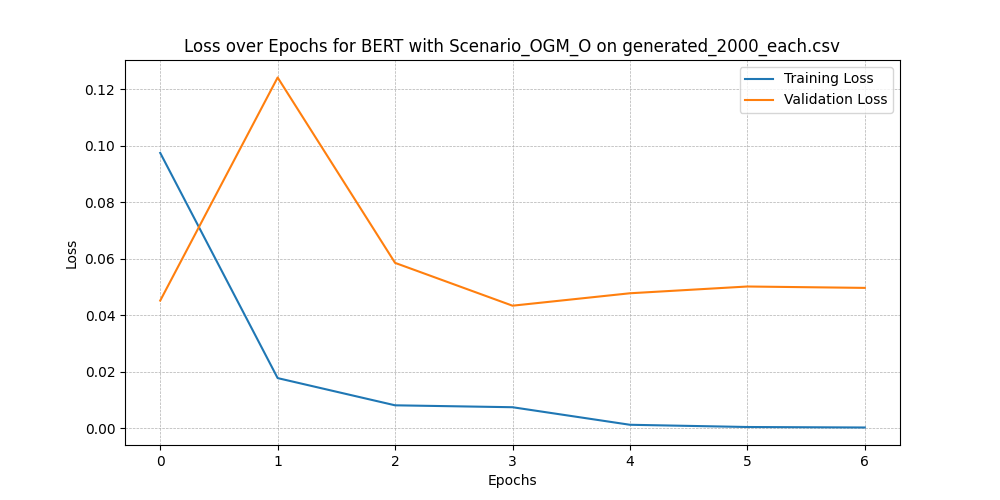 Loss over Epochs for BERT with Scenario_OGM_O on generated_2000_each.csv
Training Loss
Validation Loss
0.12
0.10
0.08
0.06
0.04
0.02
0.00
Loss
0 1 2 3 4 5 6
Epochs